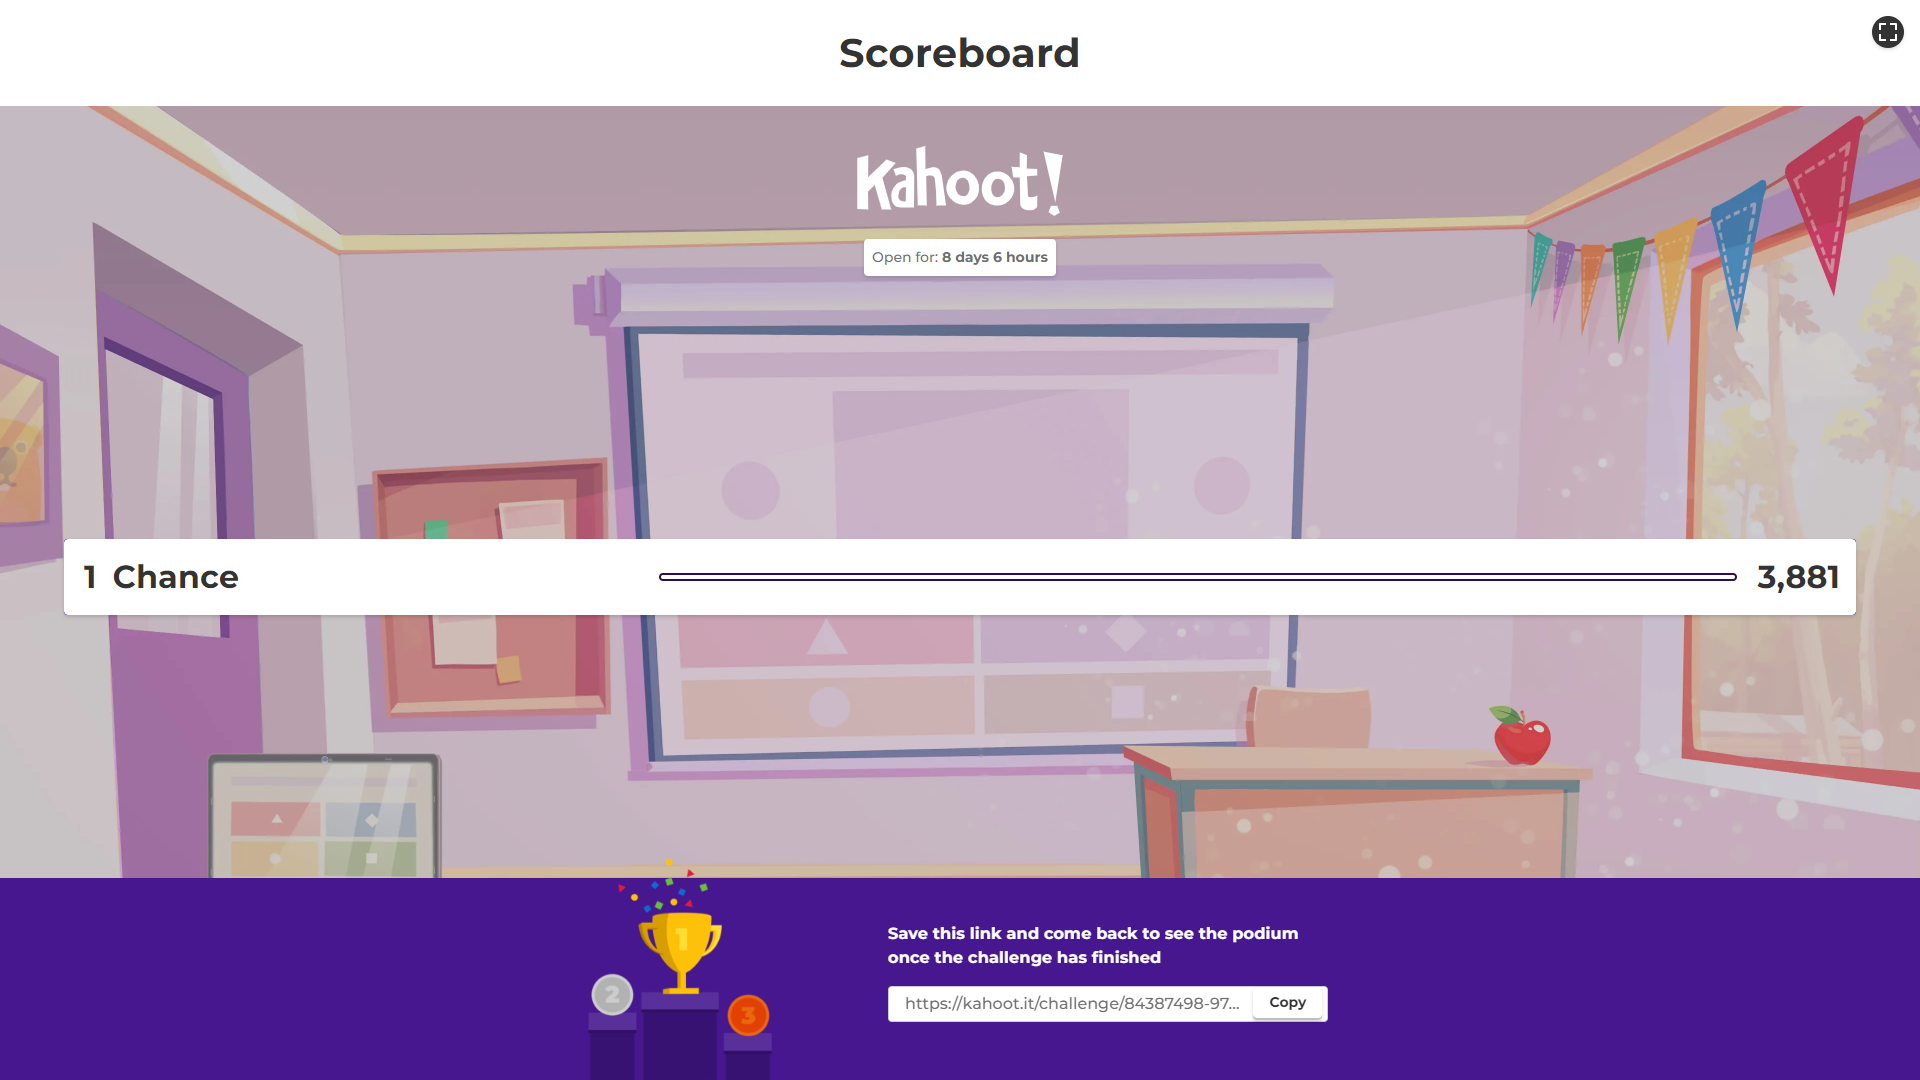 Scoreboard
Kahoot!
Open for: 8 days 6 hours
1 Chance 3,881
1
2
3
Save this link and come back to see the podium
once the challenge has finished
https://kahoot.it/challenge/84387498-97... Copy